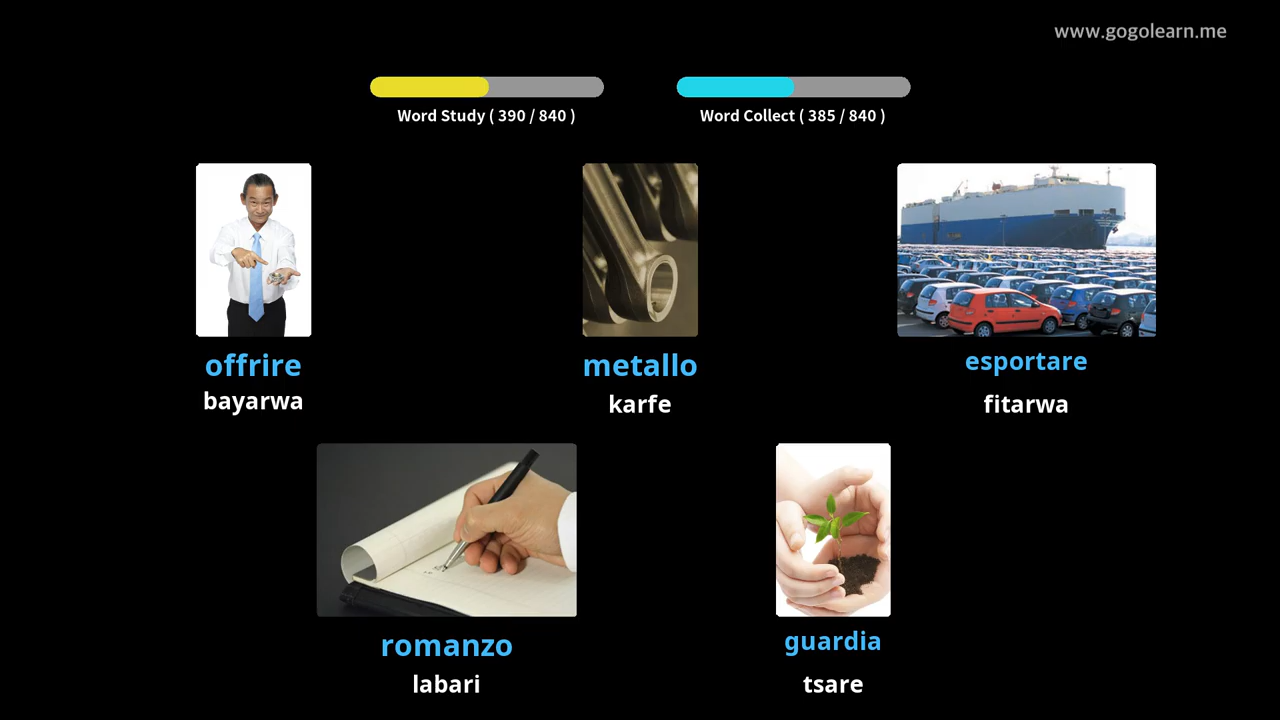 www.gogolearn.me
Word Study ( 390 / 840 )
Word Collect ( 385 / 840 )
offrire
bayarwa
metallo
karfe
esportare
fitarwa
romanzo
labari
guardia
tsare